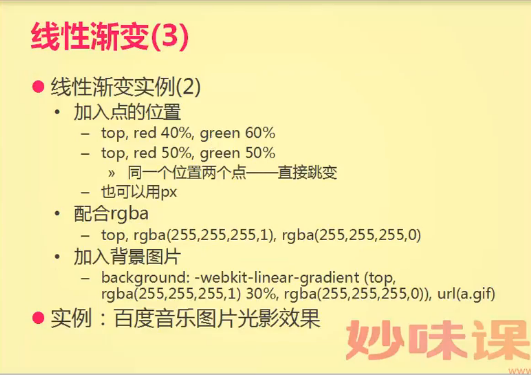 线性渐变(3)
线性渐变实例(2)
• 加入点的位置
– top, red 40%, green 60%
– top, red 50%, green 50%
» 同一个位置两个点——直接跳变
– 也可以用px
• 配合rgba
– top, rgba(255,255,255,1), rgba(255,255,255,0)
• 加入背景图片
– background: -webkit-linear-gradient (top,
rgba(255,255,255,1) 30%, rgba(255,255,255,0)), url(a.gif)
实例：百度音乐图片光影效果
妙味课
www